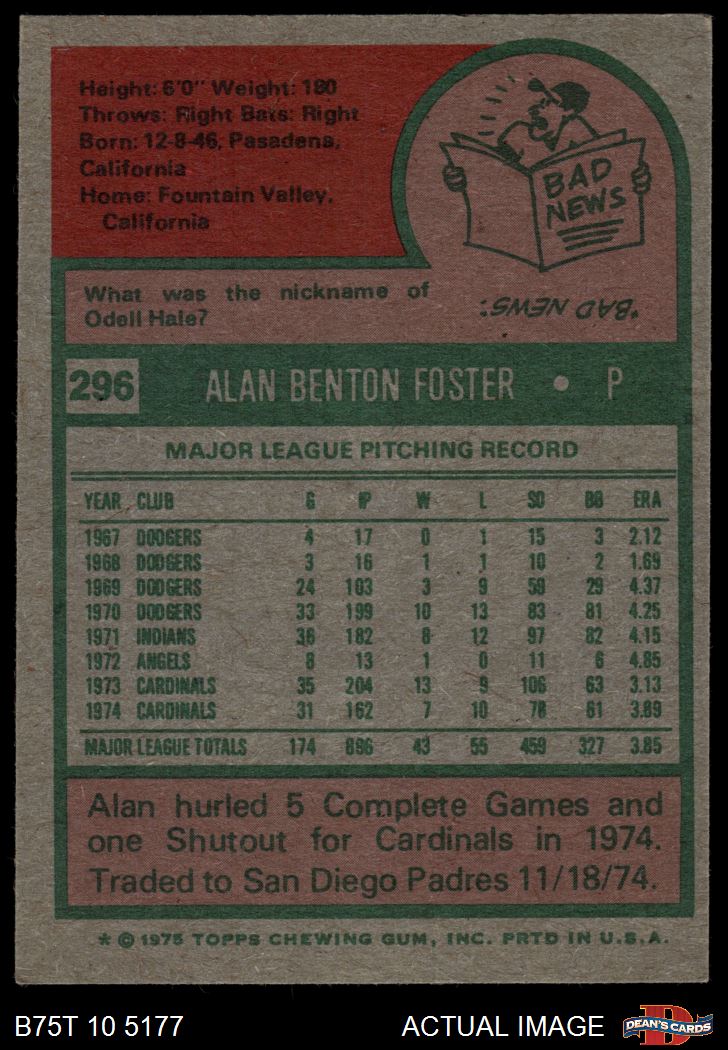 Height: 6'0" Weight: 180
Throws: Right Bats: Right
Born: 12-8-46, Pasadena,
California
Home: Fountain Valley,
California
BAD
NEWS
What was the nickname of
Odell Hale?
"BAD NEWS."
296 ALAN BENTON FOSTER • P
MAJOR LEAGUE PITCHING RECORD
YEAR CLUB G IP W L SO BB ERA
1967 DODGERS 4 17 0 1 15 3 2.12
1968 DODGERS 3 16 1 1 10 2 1.69
1969 DODGERS 24 103 3 9 59 29 4.37
1970 DODGERS 33 199 10 13 83 81 4.25
1971 INDIANS 36 182 8 12 97 82 4.15
1972 ANGELS 8 13 1 0 11 6 4.85
1973 CARDINALS 35 204 13 9 106 63 3.13
1974 CARDINALS 31 162 7 10 78 61 3.89
MAJOR LEAGUE TOTALS 174 896 43 55 459 327 3.85
Alan hurled 5 Complete Games and
one Shutout for Cardinals in 1974.
Traded to San Diego Padres 11/18/74.
* © 1975 TOPPS CHEWING GUM, INC. PRTD IN U.S.A.
B75T 10 5177 ACTUAL IMAGE
D
DEAN'S CARDS